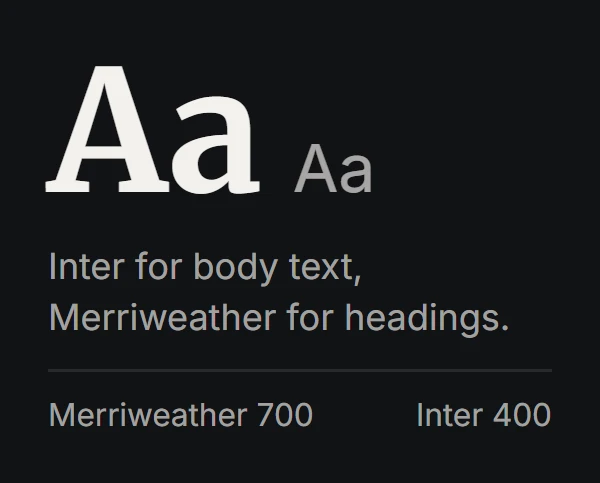 Aa Aa
Inter for body text,
Merriweather for headings.
Merriweather 700 Inter 400